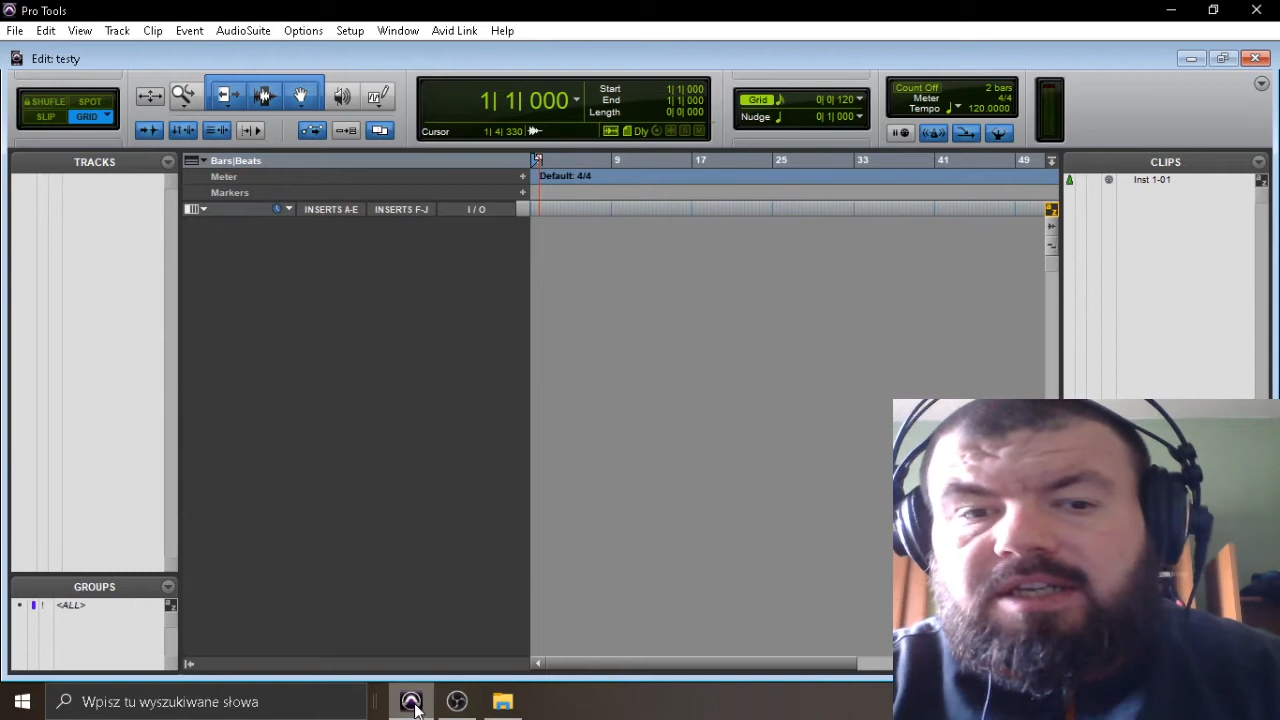 Pro Tools
File Edit View Track Clip Event AudioSuite Options Setup Window Avid Link Help
Edit: testy
SHUFLE SPOT
SLIP GRID
1| 1| 000
Start 1| 1| 000
End 1| 1| 000
Length 0| 0| 000
Cursor 1| 4| 330 Dly
Grid 0| 0| 120
Nudge 0| 1| 000
Count Off 2 bars
Meter 4/4
Tempo 120.0000
TRACKS
Bars|Beats 9 17 25 33 41 49
Meter Default: 4/4
Markers
INSERTS A-E INSERTS F-J I / O
CLIPS
Inst 1-01
GROUPS
<ALL>
Wpisz tu wyszukiwane słowa